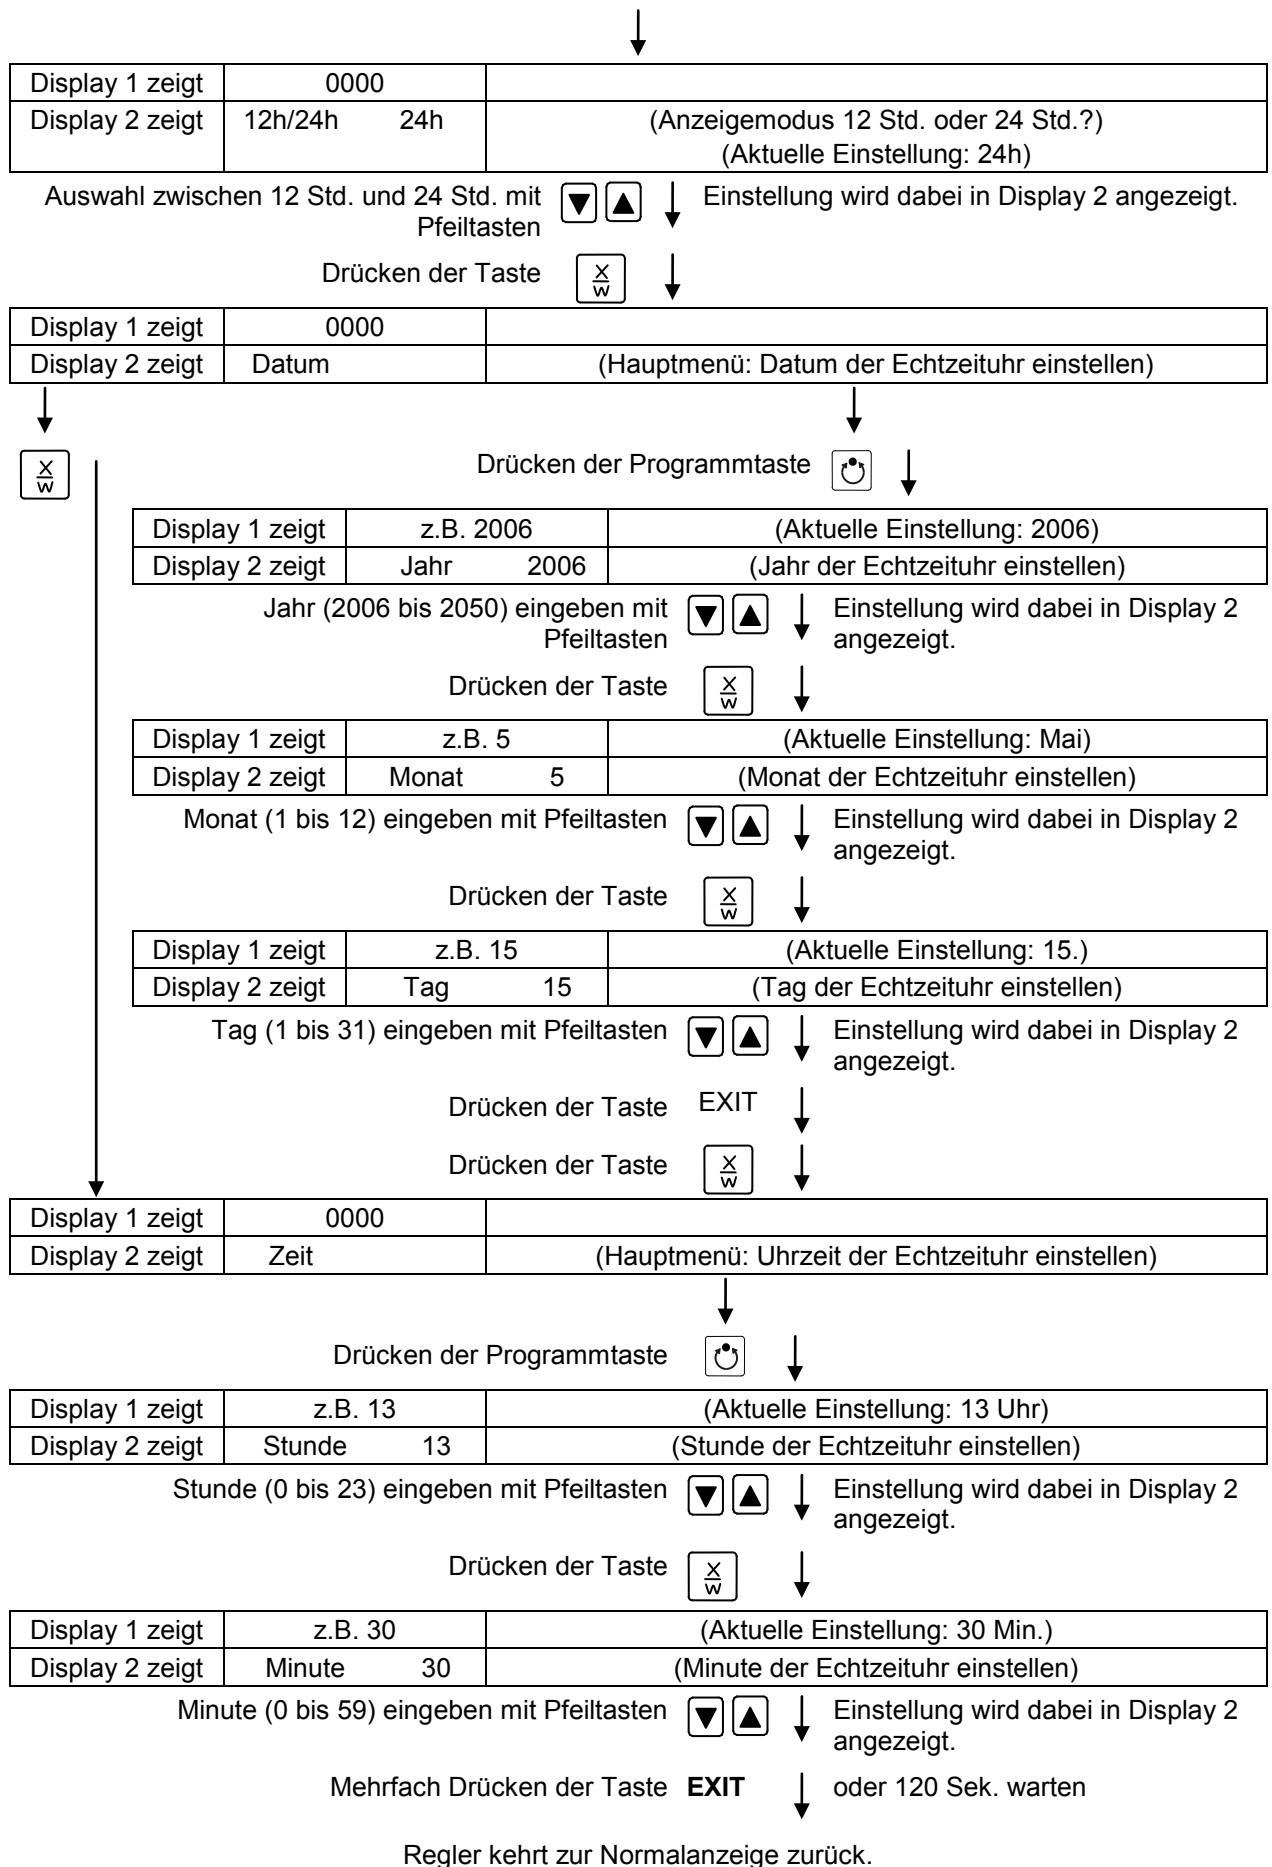 Display 1 zeigt 0000
Display 2 zeigt 12h/24h 24h (Anzeigemodus 12 Std. oder 24 Std.?)
(Aktuelle Einstellung: 24h)
Auswahl zwischen 12 Std. und 24 Std. mit Einstellung wird dabei in Display 2 angezeigt.
Pfeiltasten
Drücken der Taste X W
Display 1 zeigt 0000
Display 2 zeigt Datum (Hauptmenü: Datum der Echtzeituhr einstellen)
X W Drücken der Programmtaste
Display 1 zeigt z.B. 2006 (Aktuelle Einstellung: 2006)
Display 2 zeigt Jahr 2006 (Jahr der Echtzeituhr einstellen)
Jahr (2006 bis 2050) eingeben mit Einstellung wird dabei in Display 2
Pfeiltasten angezeigt.
Drücken der Taste X W
Display 1 zeigt z.B. 5 (Aktuelle Einstellung: Mai)
Display 2 zeigt Monat 5 (Monat der Echtzeituhr einstellen)
Monat (1 bis 12) eingeben mit Pfeiltasten Einstellung wird dabei in Display 2
angezeigt.
Drücken der Taste X W
Display 1 zeigt z.B. 15 (Aktuelle Einstellung: 15.)
Display 2 zeigt Tag 15 (Tag der Echtzeituhr einstellen)
Tag (1 bis 31) eingeben mit Pfeiltasten Einstellung wird dabei in Display 2
angezeigt.
Drücken der Taste EXIT
Drücken der Taste X W
Display 1 zeigt 0000
Display 2 zeigt Zeit (Hauptmenü: Uhrzeit der Echtzeituhr einstellen)
Drücken der Programmtaste
Display 1 zeigt z.B. 13 (Aktuelle Einstellung: 13 Uhr)
Display 2 zeigt Stunde 13 (Stunde der Echtzeituhr einstellen)
Stunde (0 bis 23) eingeben mit Pfeiltasten Einstellung wird dabei in Display 2
angezeigt.
Drücken der Taste X W
Display 1 zeigt z.B. 30 (Aktuelle Einstellung: 30 Min.)
Display 2 zeigt Minute 30 (Minute der Echtzeituhr einstellen)
Minute (0 bis 59) eingeben mit Pfeiltasten Einstellung wird dabei in Display 2
angezeigt.
Mehrfach Drücken der Taste EXIT oder 120 Sek. warten
Regler kehrt zur Normalanzeige zurück.